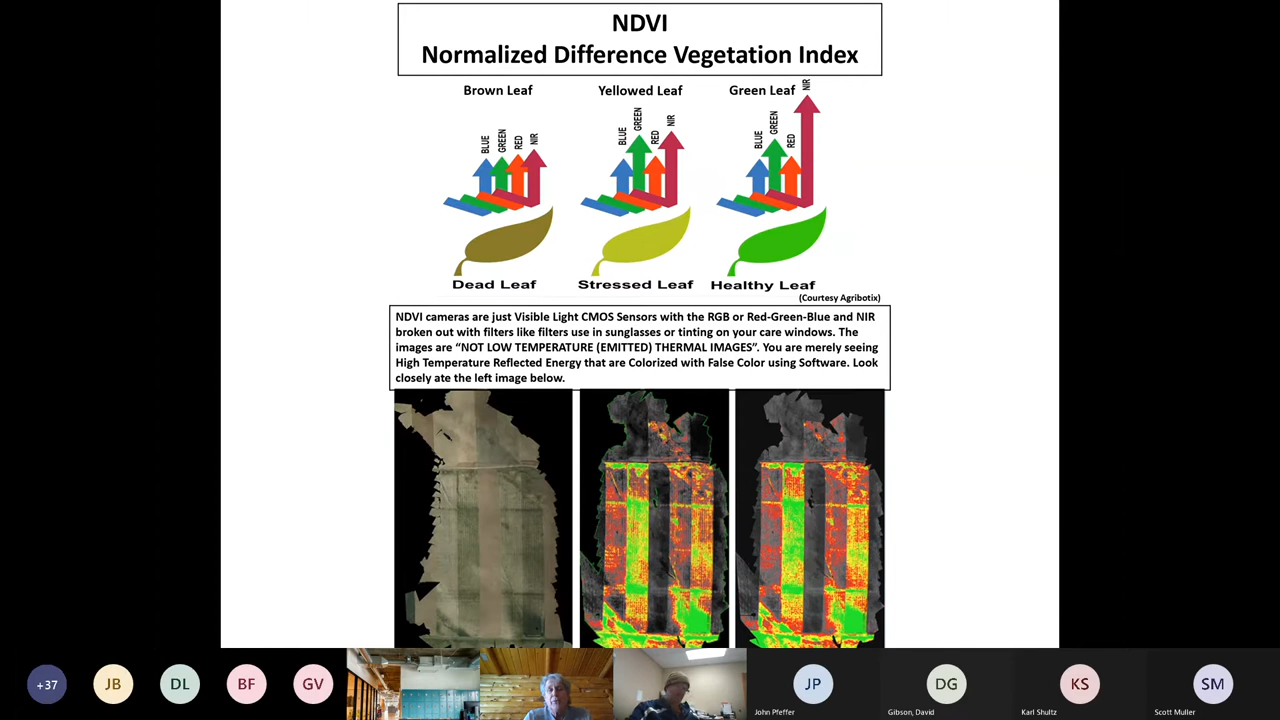 NDVI
Normalized Difference Vegetation Index
Brown Leaf
Yellowed Leaf
Green Leaf
BLUE
GREEN
RED
NIR
BLUE
GREEN
RED
NIR
BLUE
GREEN
RED
NIR
Dead Leaf
Stressed Leaf
Healthy Leaf
(Courtesy Agribotix)
NDVI cameras are just Visible Light CMOS Sensors with the RGB or Red-Green-Blue and NIR
broken out with filters like filters use in sunglasses or tinting on your care windows. The
images are “NOT LOW TEMPERATURE (EMITTED) THERMAL IMAGES”. You are merely seeing
High Temperature Reflected Energy that are Colorized with False Color using Software. Look
closely ate the left image below.
+37
JB
DL
BF
GV
JP
DG
KS
SM
John Pfeffer
Gibson, David
Karl Shultz
Scott Muller